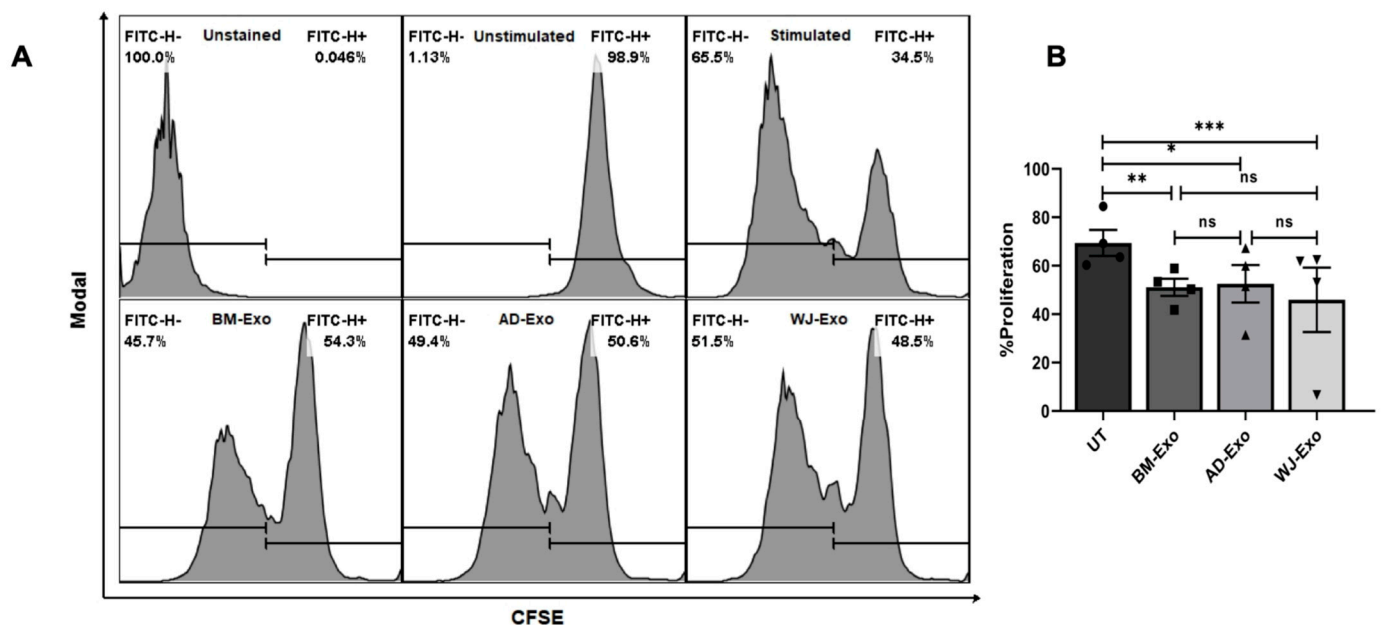 A
FITC-H- Unstained FITC-H+
100.0% 0.046%
FITC-H- Unstimulated FITC-H+
1.13% 98.9%
FITC-H- Stimulated FITC-H+
65.5% 34.5%
FITC-H- BM-Exo FITC-H+
45.7% 54.3%
FITC-H- AD-Exo FITC-H+
49.4% 50.6%
FITC-H- WJ-Exo FITC-H+
51.5% 48.5%
Modal
CFSE
B
***
*
** ns
ns ns
%Proliferation
100
80
60
40
20
0
UT
BM-Exo
AD-Exo
WJ-Exo